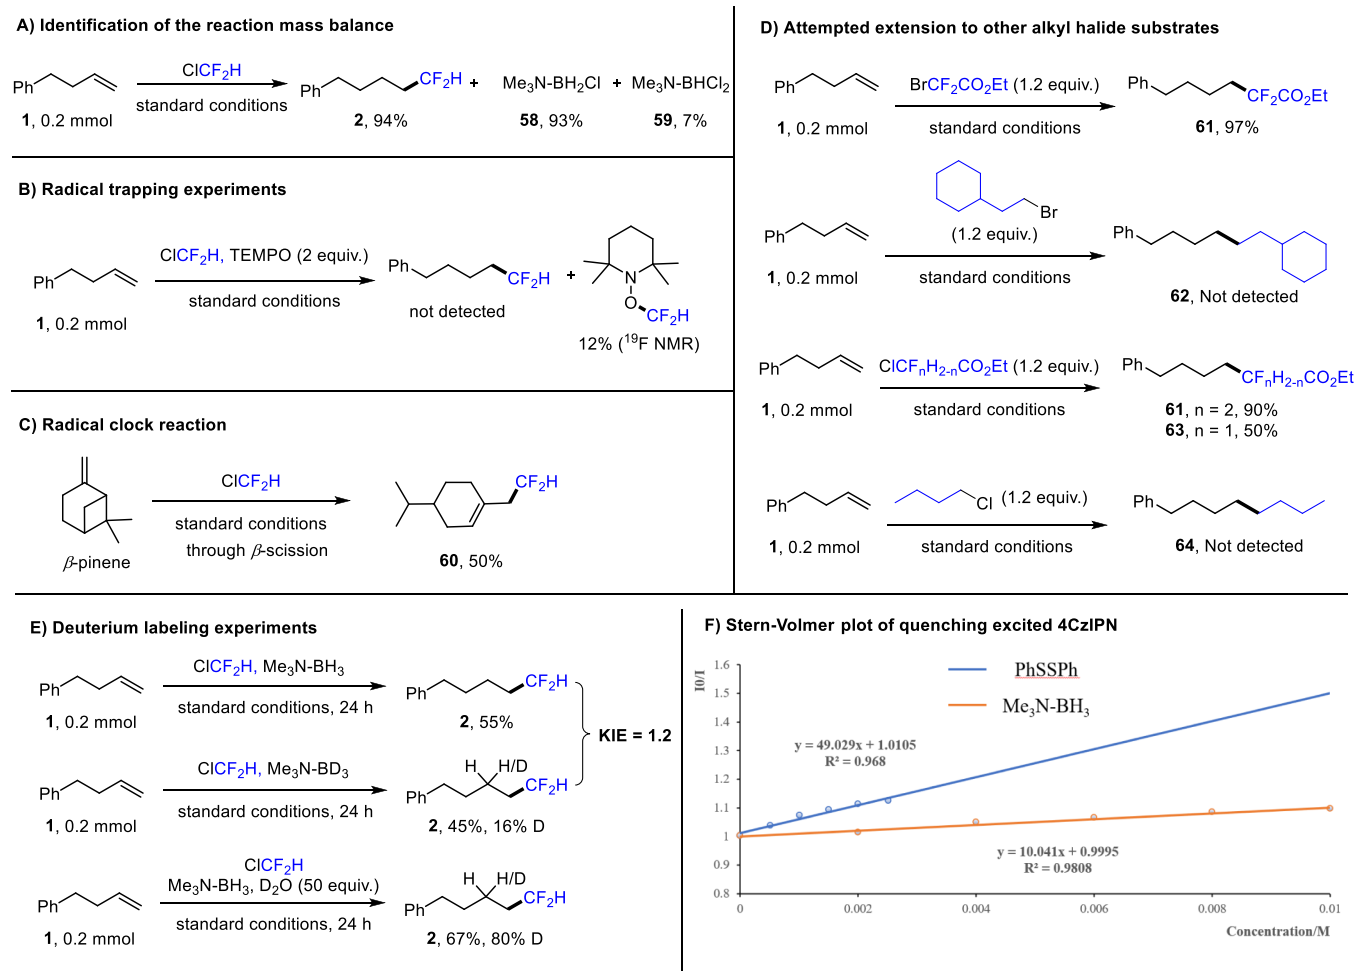 A) Identification of the reaction mass balance
ClCF₂H
standard conditions
Ph
1, 0.2 mmol
Ph
CF₂H
2, 94%
+
Me₃N-BH₂Cl
58, 93%
+
Me₃N-BHCl₂
59, 7%
B) Radical trapping experiments
Ph
1, 0.2 mmol
ClCF₂H, TEMPO (2 equiv.)
standard conditions
Ph
CF₂H
not detected
+
N
O
CF₂H
12% (¹⁹F NMR)
C) Radical clock reaction
β-pinene
ClCF₂H
standard conditions
through β-scission
CF₂H
60, 50%
D) Attempted extension to other alkyl halide substrates
Ph
1, 0.2 mmol
BrCF₂CO₂Et (1.2 equiv.)
standard conditions
Ph
CF₂CO₂Et
61, 97%
Ph
1, 0.2 mmol
Br
(1.2 equiv.)
standard conditions
Ph
62, Not detected
Ph
1, 0.2 mmol
ClCFₙH₂₋ₙCO₂Et (1.2 equiv.)
standard conditions
Ph
CFₙH₂₋ₙCO₂Et
61, n = 2, 90%
63, n = 1, 50%
Ph
1, 0.2 mmol
Cl (1.2 equiv.)
standard conditions
Ph
64, Not detected
E) Deuterium labeling experiments
Ph
1, 0.2 mmol
ClCF₂H, Me₃N-BH₃
standard conditions, 24 h
Ph
CF₂H
2, 55%
KIE = 1.2
Ph
1, 0.2 mmol
ClCF₂H, Me₃N-BD₃
standard conditions, 24 h
H H/D
Ph
CF₂H
2, 45%, 16% D
Ph
1, 0.2 mmol
ClCF₂H
Me₃N-BH₃, D₂O (50 equiv.)
standard conditions, 24 h
H H/D
Ph
CF₂H
2, 67%, 80% D
F) Stern-Volmer plot of quenching excited 4CzIPN
I0/I
1.6
1.5
1.4
1.3
1.2
1.1
1
0.9
0.8
PhSSPh
Me₃N-BH₃
y = 49.029x + 1.0105
R² = 0.968
y = 10.041x + 0.9995
R² = 0.9808
0
0.002
0.004
0.006
0.008
0.01
Concentration/M